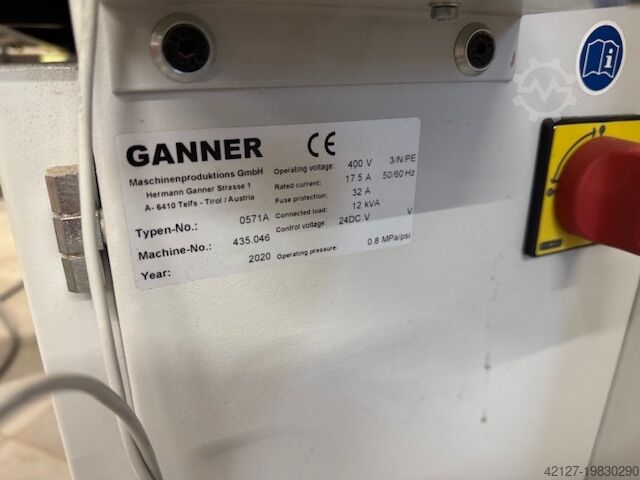 GANNER CE
Maschinenproduktions GmbH
Hermann Ganner Strasse 1
A- 6410 Telfs - Tirol / Austria
Typen-No.: 0571A
Machine-No.: 435.046
Year: 2020
Operating voltage: 400 V 3/N/PE
Rated current: 17.5 A 50/60 Hz
Fuse protection: 32 A
Connected load: 12 kVA
Control voltage: 24DC V V
Operating pressure: 0.8 MPa/psi
42127-19830290